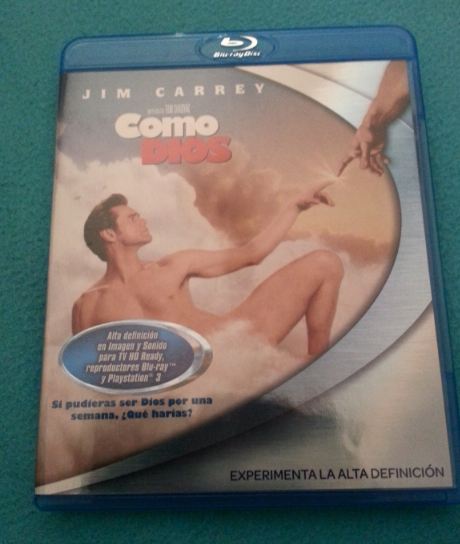 Blu-ray Disc
JIM CARREY
Como
DIOS
Alta definición
en Imagen y Sonido
para TV HD Ready,
reproductores Blu-ray™
y Playstation® 3
Si pudieras ser Dios por una
semana, ¿Qué harías?
EXPERIMENTA LA ALTA DEFINICIÓN